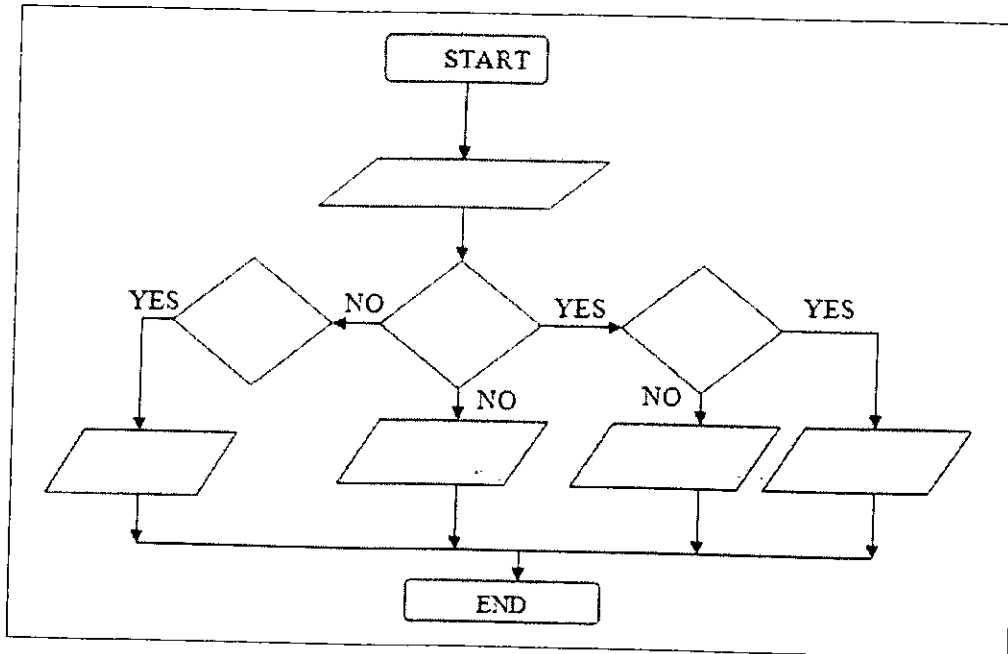 START
YES
NO
YES
YES
NO
NO
END